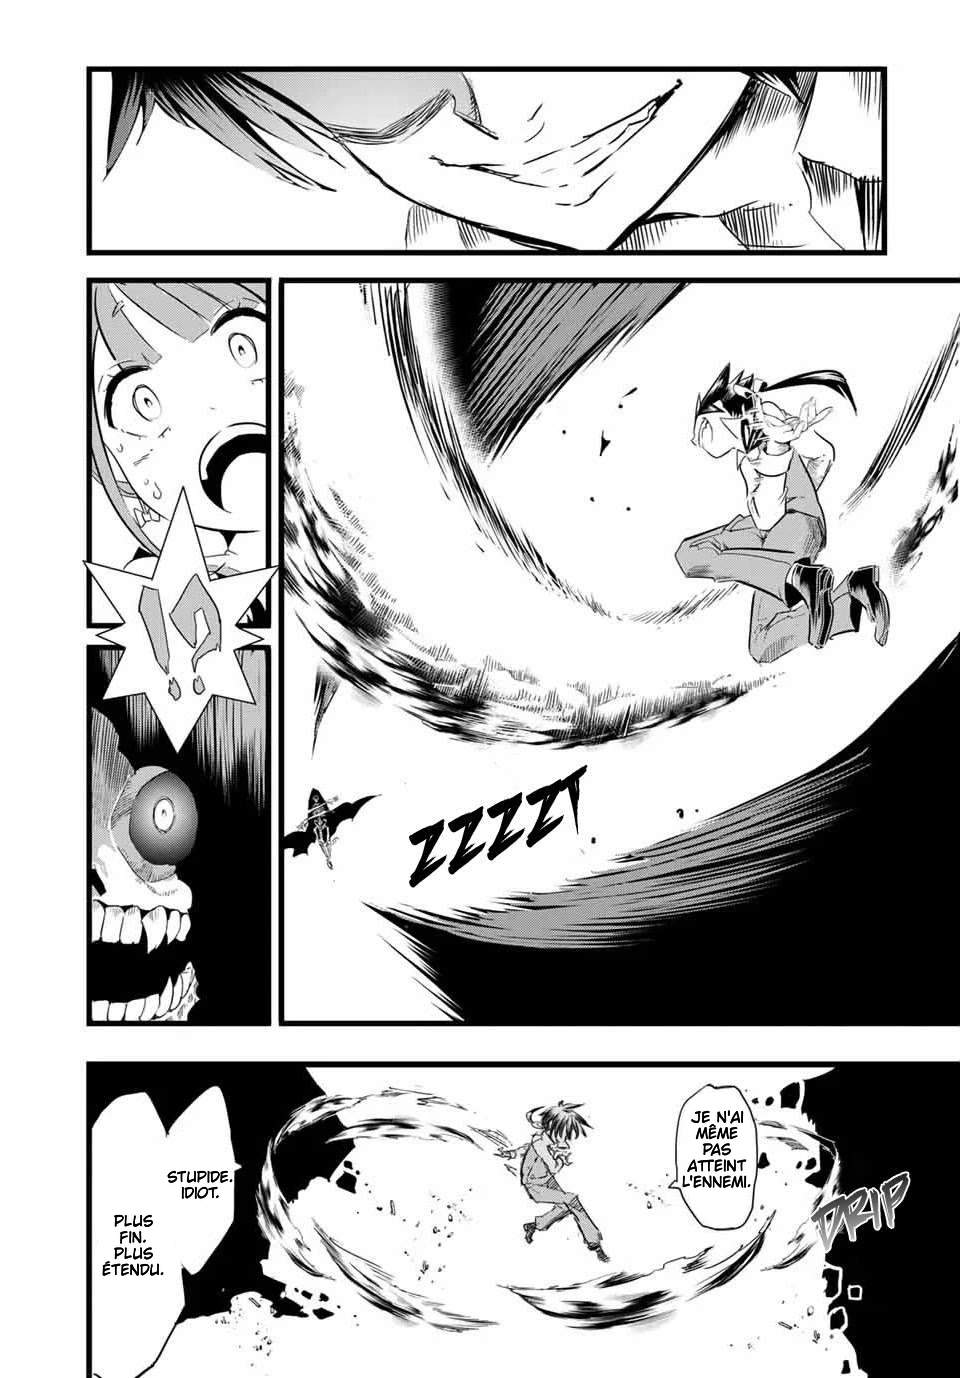 !?
ZZZZT
JE N'AI
MÊME
PAS
ATTEINT
L'ENNEMI.
DRIP
STUPIDE.
IDIOT.
PLUS
FIN.
PLUS
ÉTENDU.